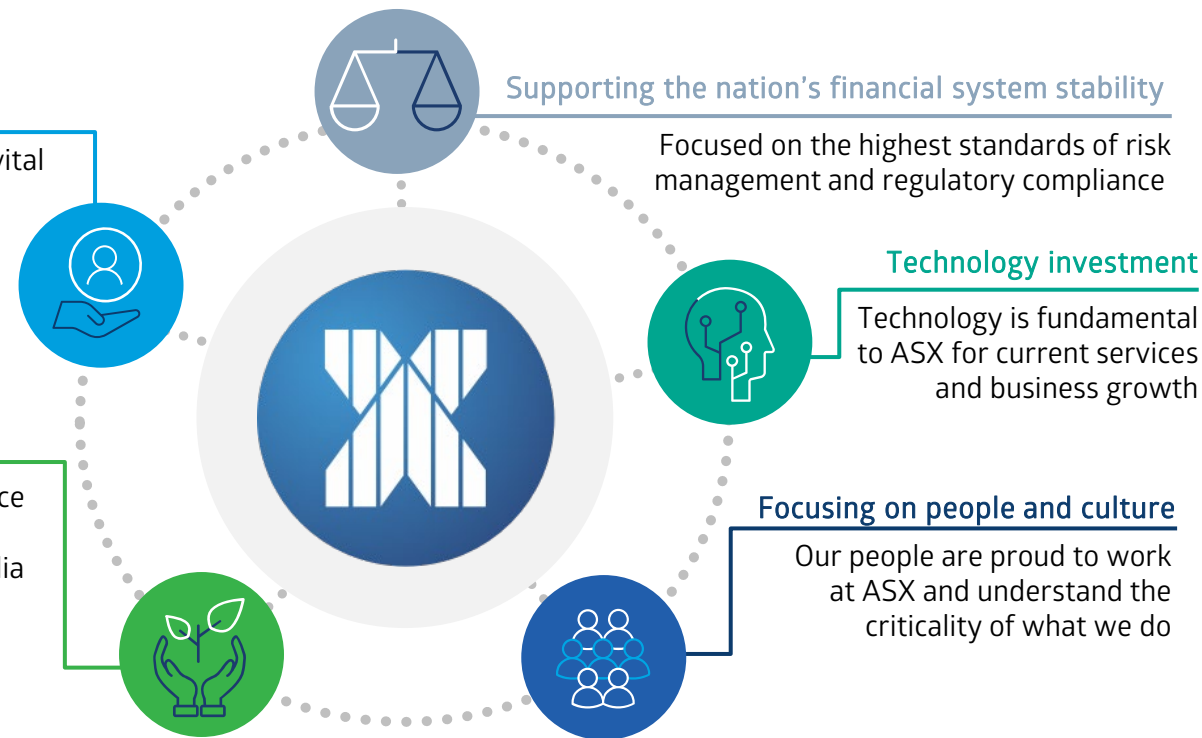 Supporting the nation's financial system stability
Focused on the highest standards of risk
management and regulatory compliance
vital
Technology investment
Technology is fundamental
to ASX for current services
and business growth
Focusing on people and culture
Our people are proud to work
at ASX and understand the
criticality of what we do